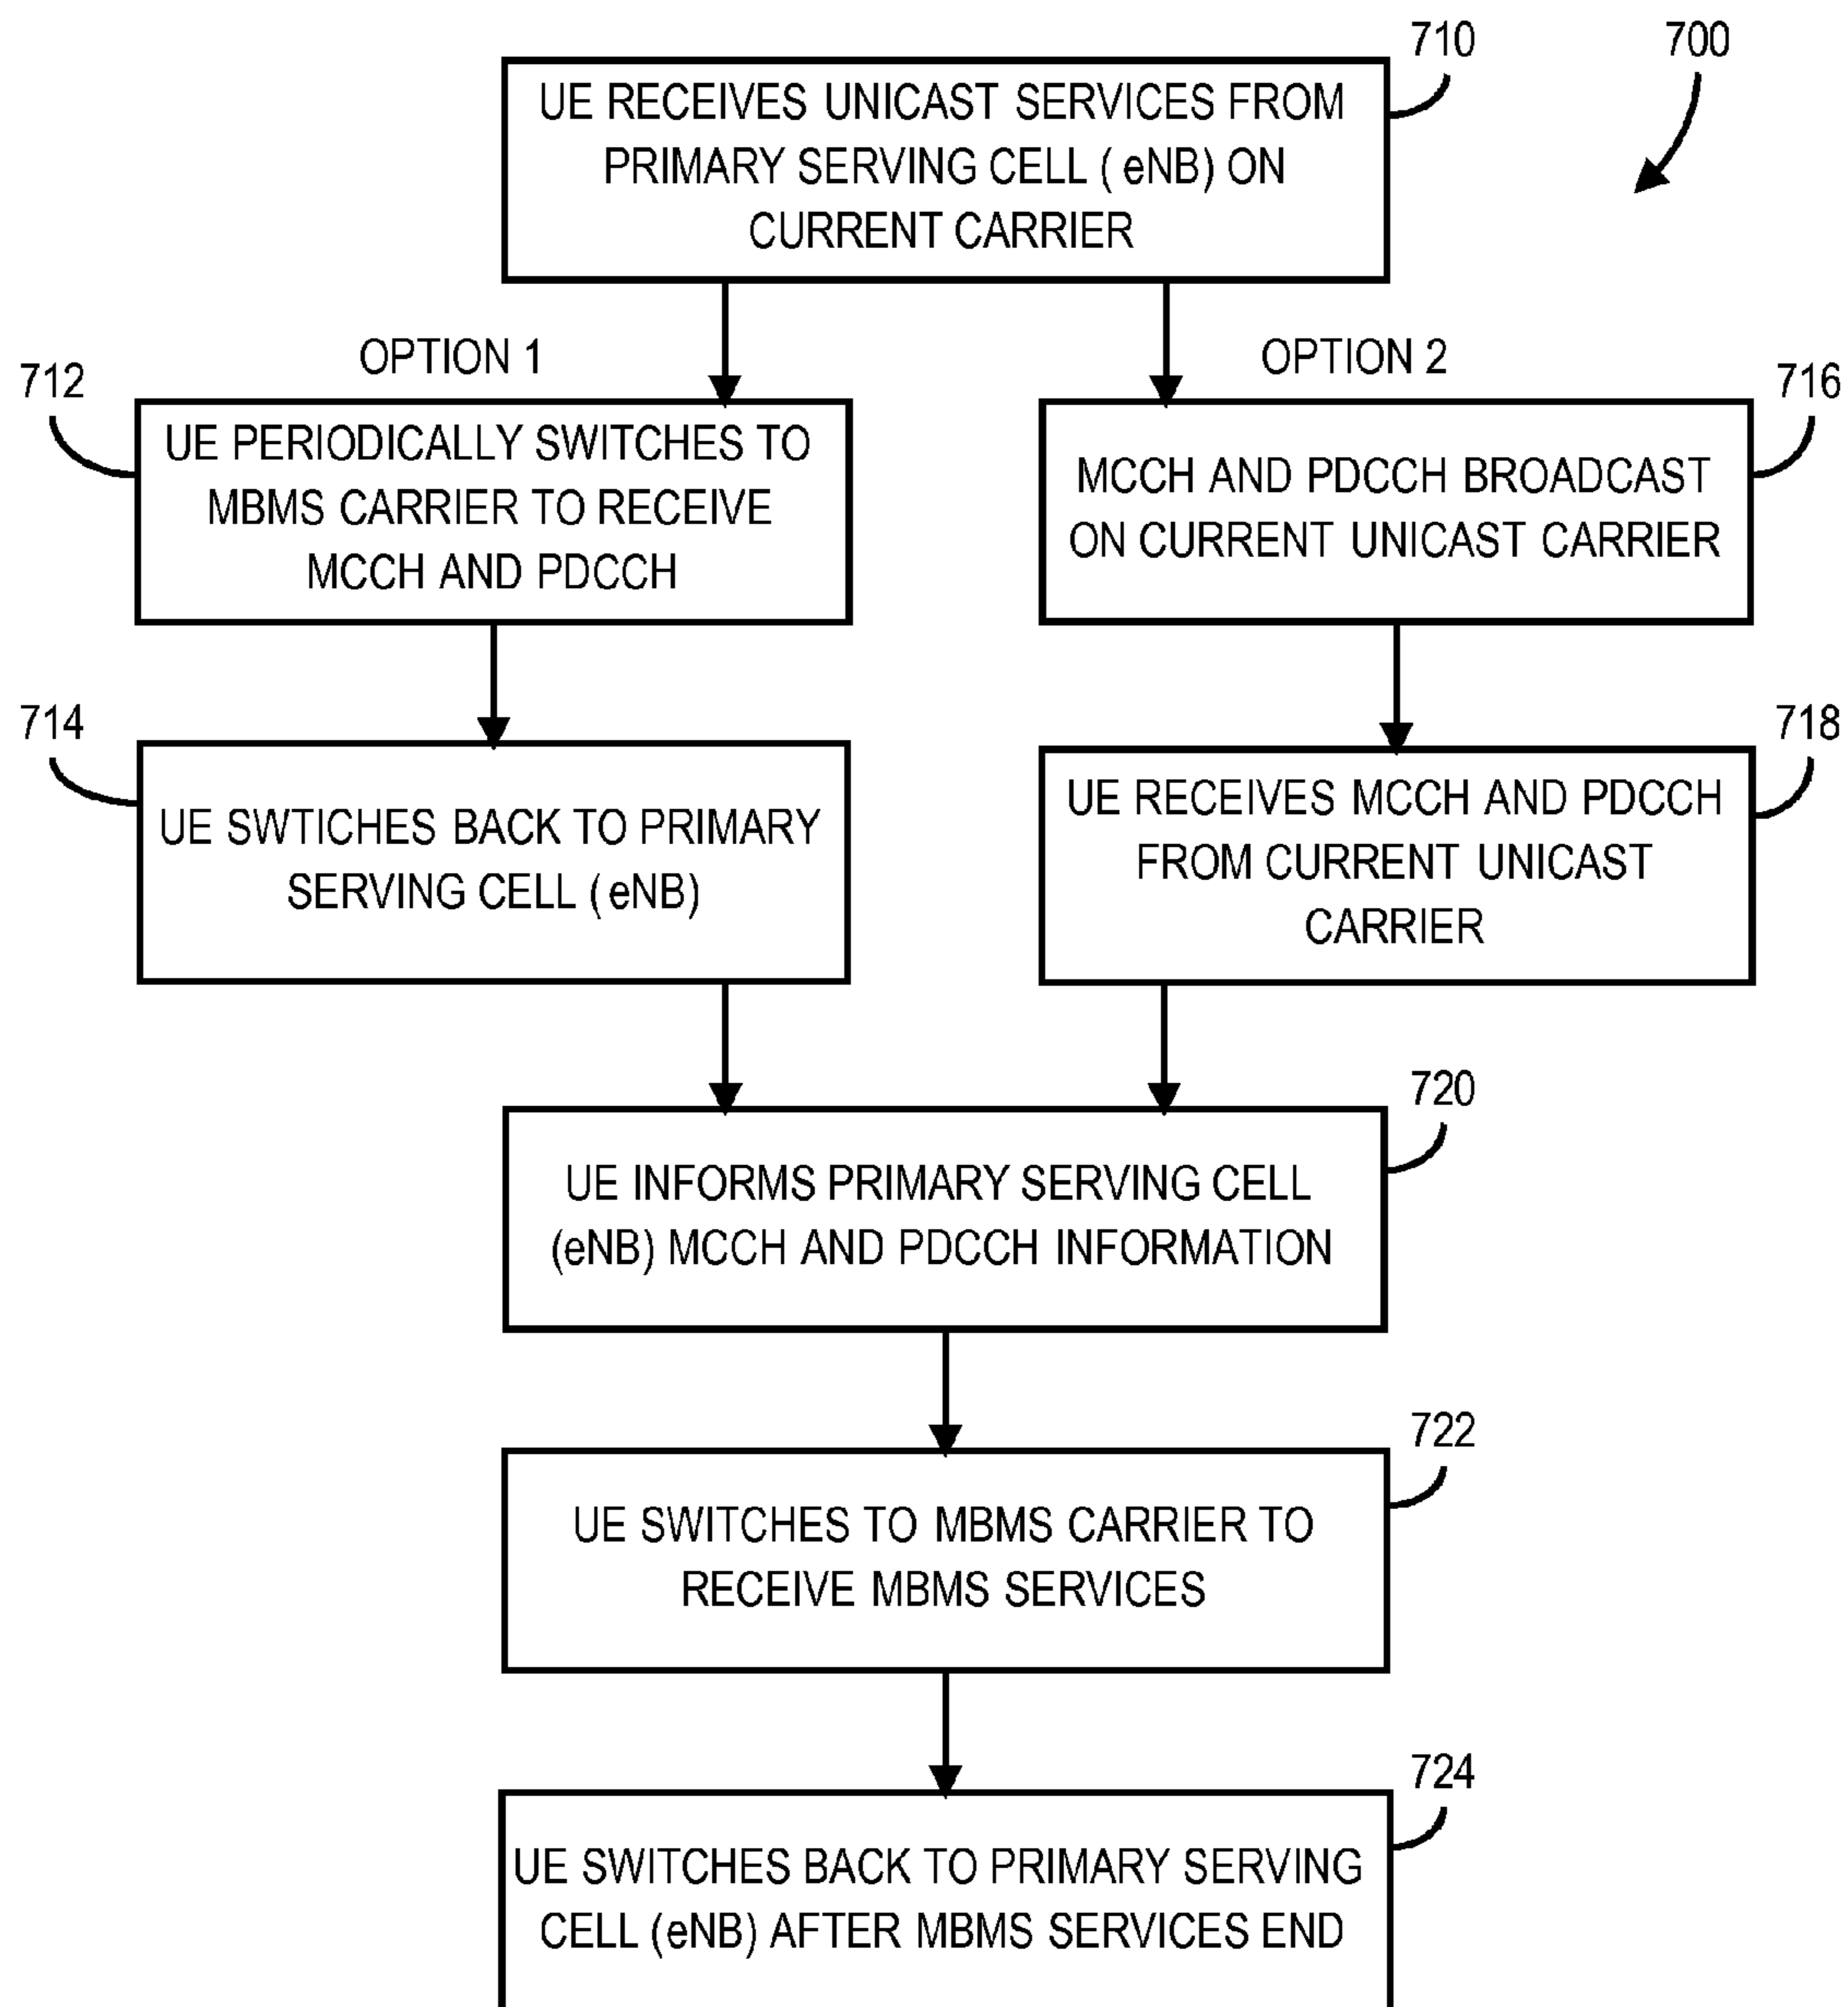 710
700
UE RECEIVES UNICAST SERVICES FROM
PRIMARY SERVING CELL ( eNB) ON
CURRENT CARRIER
OPTION 1
OPTION 2
712
716
UE PERIODICALLY SWITCHES TO
MBMS CARRIER TO RECEIVE
MCCH AND PDCCH
MCCH AND PDCCH BROADCAST
ON CURRENT UNICAST CARRIER
714
718
UE SWTICHES BACK TO PRIMARY
SERVING CELL ( eNB)
UE RECEIVES MCCH AND PDCCH
FROM CURRENT UNICAST
CARRIER
720
UE INFORMS PRIMARY SERVING CELL
(eNB) MCCH AND PDCCH INFORMATION
722
UE SWITCHES TO MBMS CARRIER TO
RECEIVE MBMS SERVICES
724
UE SWITCHES BACK TO PRIMARY SERVING
CELL (eNB) AFTER MBMS SERVICES END